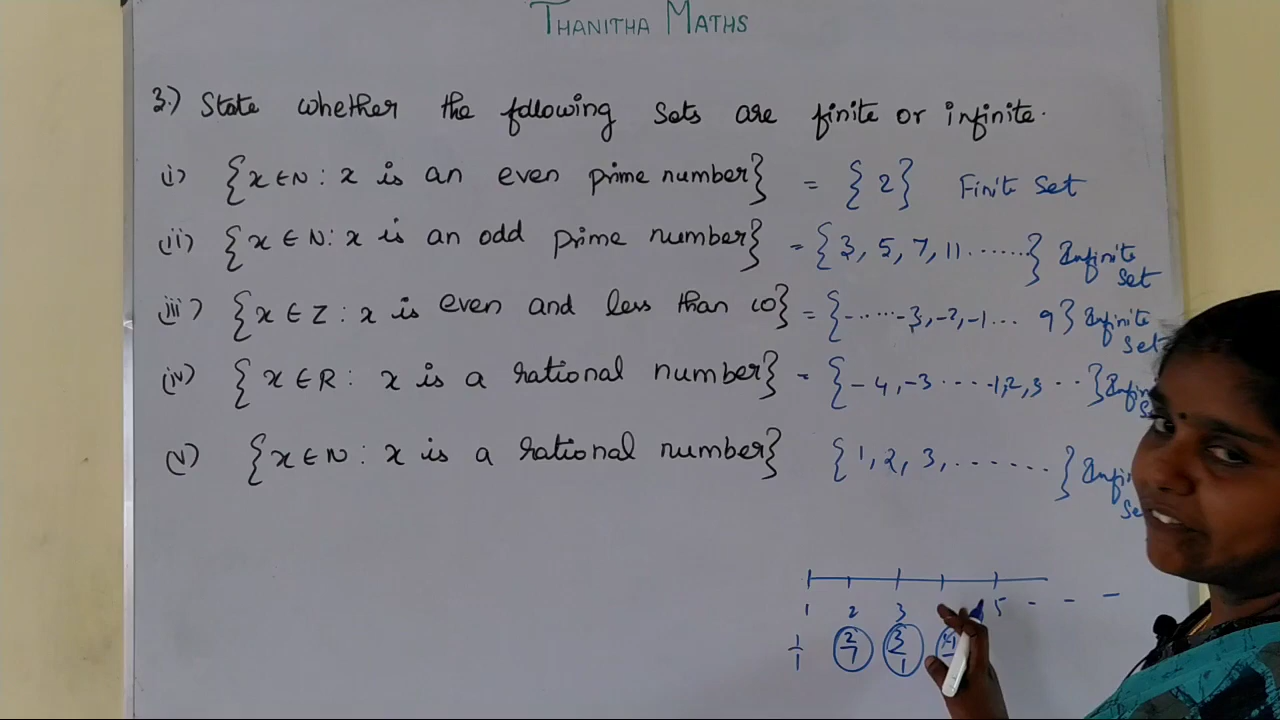 THANITHA MATHS
3.) State whether the following sets are finite or infinite.
(i) {x ∈ N : x is an even prime number} = {2} Finite Set
(ii) {x ∈ N : x is an odd prime number} = {3, 5, 7, 11 ......} Infinite Set
(iii) {x ∈ Z : x is even and less than 10} = {......-3, -2, -1... 9} Infinite Set
(iv) {x ∈ R : x is a rational number} = {-4, -3 .... -1, 2, 3 ..}
(v) {x ∈ N : x is a rational number} {1, 2, 3, .......}
1 2 3 5 - - -
1/1 2/1 3/1